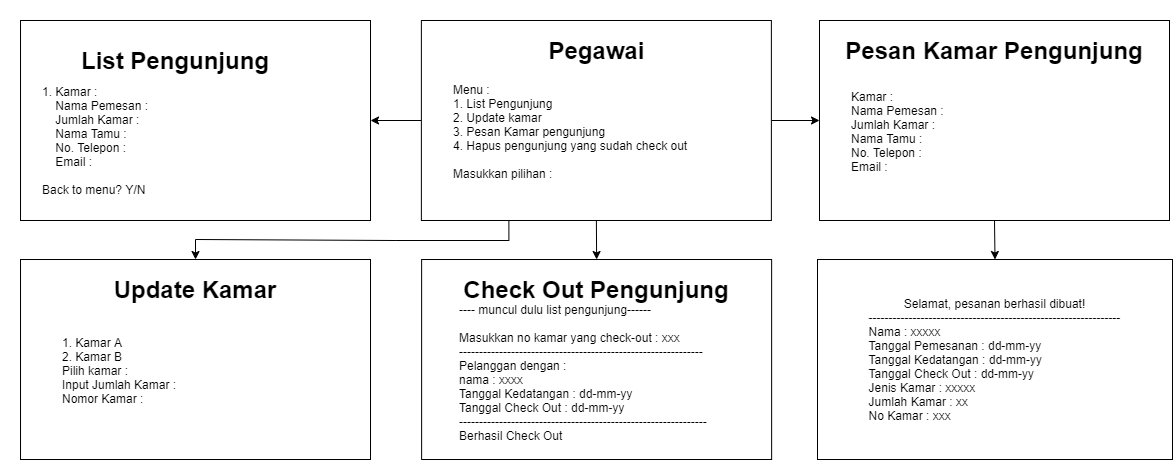 List Pengunjung
1. Kamar :
Nama Pemesan :
Jumlah Kamar :
Nama Tamu :
No. Telepon :
Email :
Back to menu? Y/N
Pegawai
Menu :
1. List Pengunjung
2. Update kamar
3. Pesan Kamar pengunjung
4. Hapus pengunjung yang sudah check out
Masukkan pilihan :
Pesan Kamar Pengunjung
Kamar :
Nama Pemesan :
Jumlah Kamar :
Nama Tamu :
No. Telepon :
Email :
Update Kamar
1. Kamar A
2. Kamar B
Pilih kamar :
Input Jumlah Kamar :
Nomor Kamar :
Check Out Pengunjung
---- muncul dulu list pengunjung------
Masukkan no kamar yang check-out : xxx
-------------------------------------------------------------
Pelanggan dengan :
nama : xxxx
Tanggal Kedatangan : dd-mm-yy
Tanggal Check Out : dd-mm-yy
--------------------------------------------------------------
Berhasil Check Out
Selamat, pesanan berhasil dibuat!
---------------------------------------------------------------
Nama : xxxxx
Tanggal Pemesanan : dd-mm-yy
Tanggal Kedatangan : dd-mm-yy
Tanggal Check Out : dd-mm-yy
Jenis Kamar : xxxxx
Jumlah Kamar : xx
No Kamar : xxx